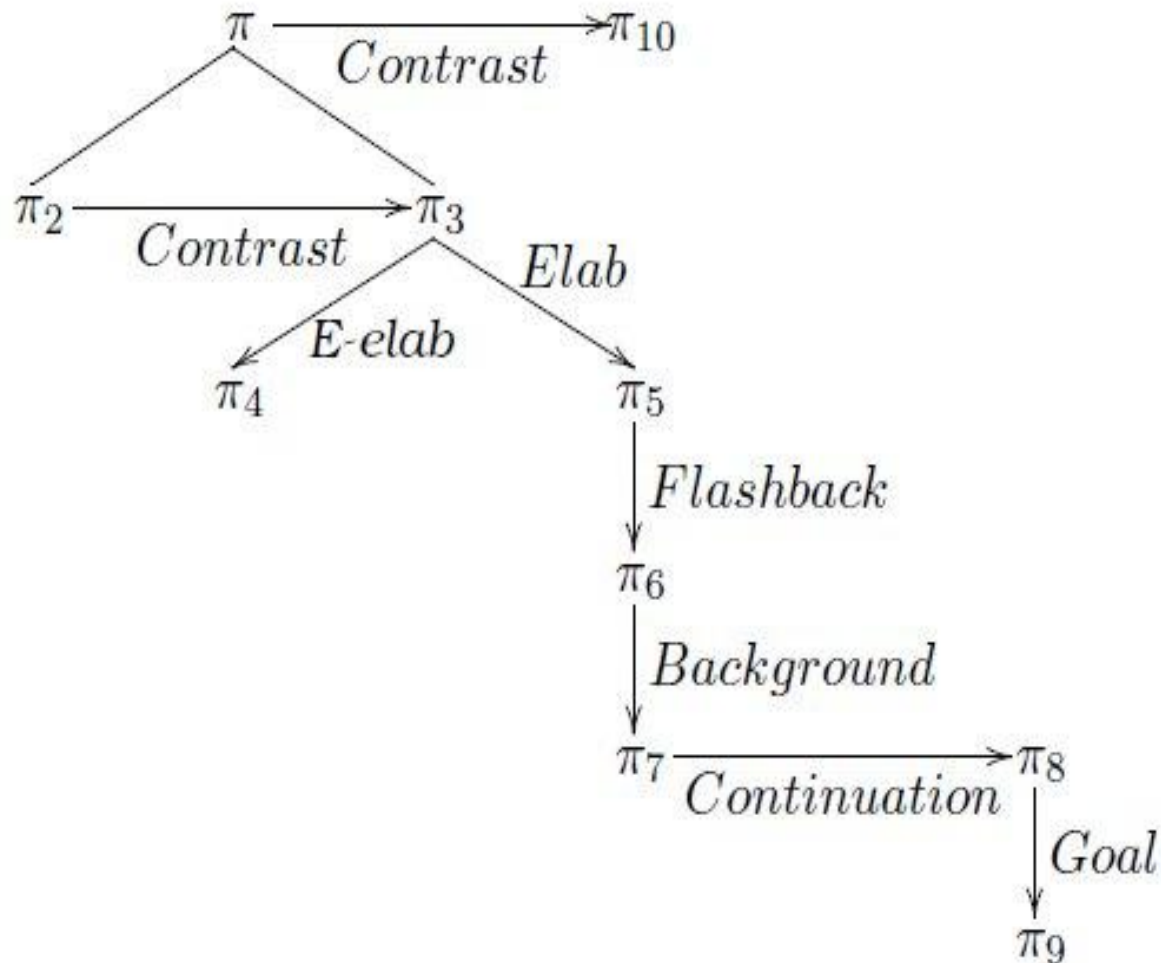 π π₁₀
Contrast
π₂ π₃
Contrast
Elab
E-elab
π₄ π₅
Flashback
π₆
Background
π₇ π₈
Continuation
Goal
π₉